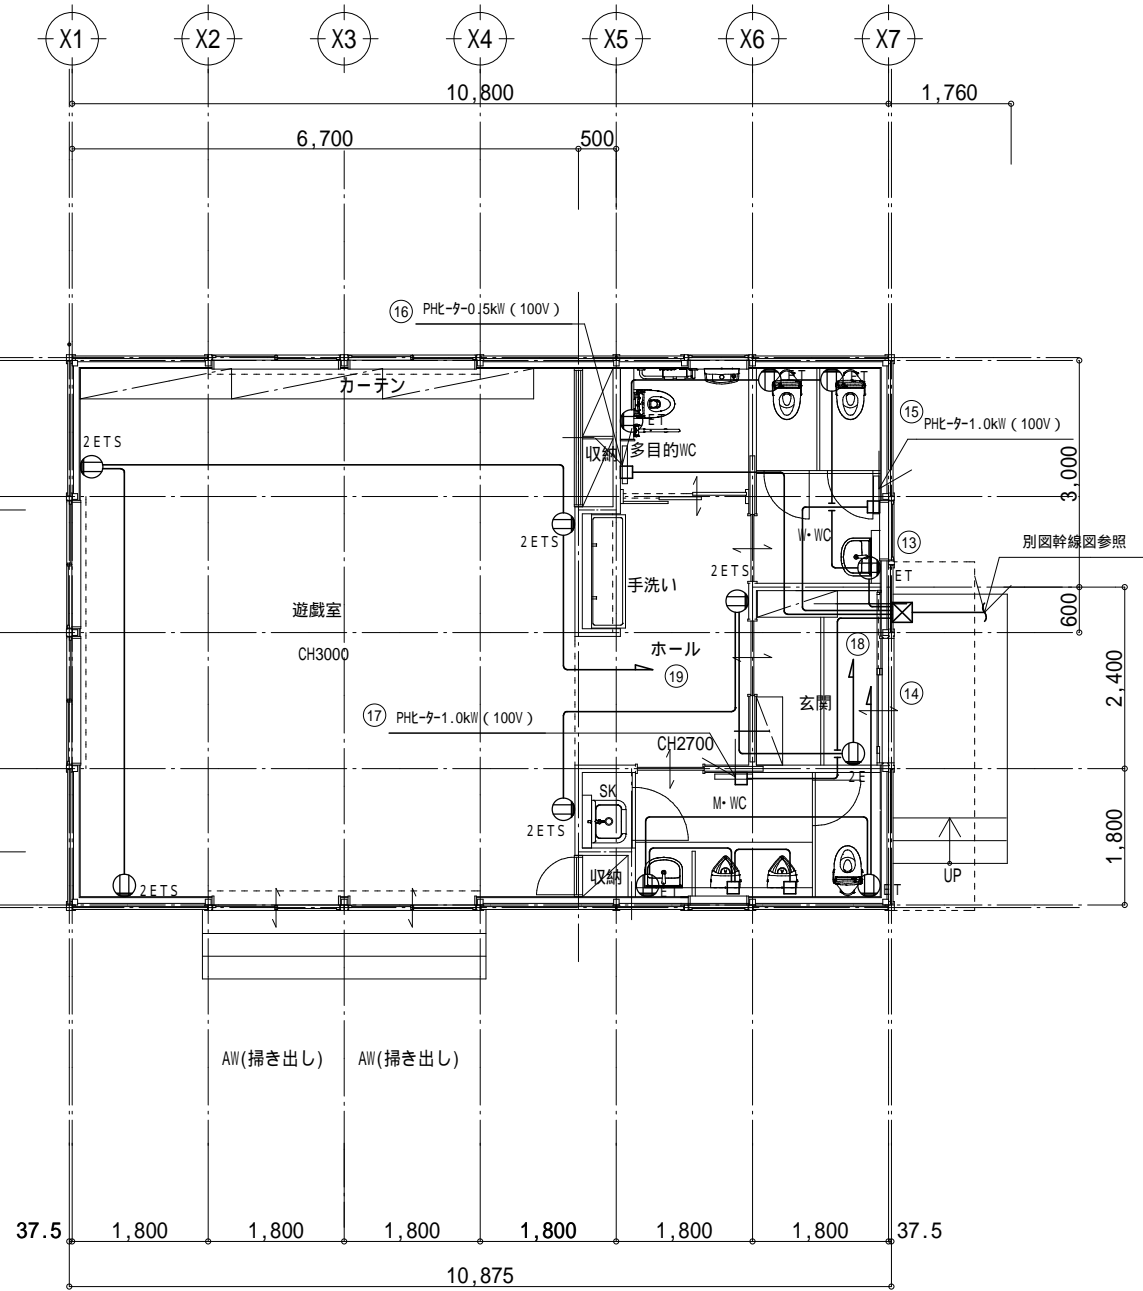 X1 X2 X3 X4 X5 X6 X7
10,800 1,760
6,700 500
16 PHﾋｰﾀｰ0.5kW（100V）
カーテン
ET ET
15 PHﾋｰﾀｰ1.0kW（100V）
2ETS
ET
収納 多目的WC
3,000
2ETS
W・WC
13
別図幹線図参照
2ETS
ET
手洗い
遊戯室
600
ホール
18
CH3000
19
2,400
玄関
14
17 PHﾋｰﾀｰ1.0kW（100V）
CH2700
2E
SK
M・WC
2ETS
1,800
UP
収納
2ETS
ET
ET
AW(掃き出し) AW(掃き出し)
37.5 1,800 1,800 1,800 1,800 1,800 1,800 37.5
10,875